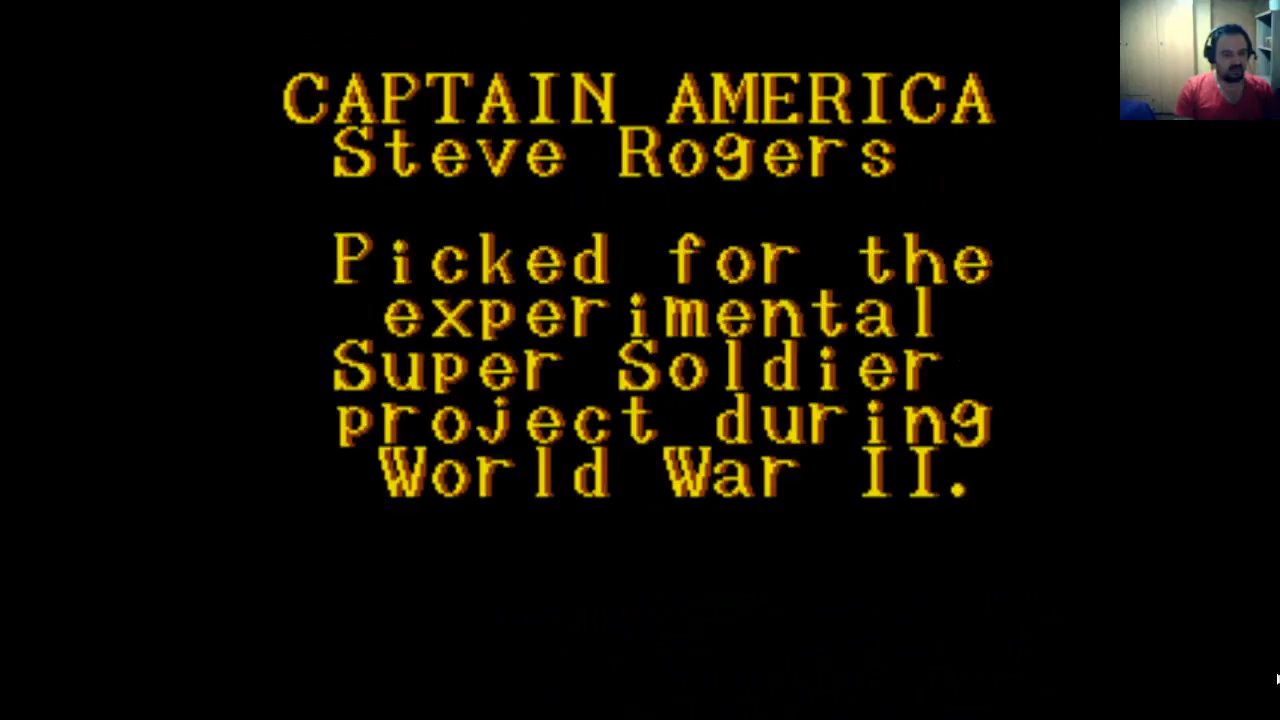 CAPTAIN AMERICA
Steve Rogers
Picked for the
experimental
Super Soldier
project during
World War II.